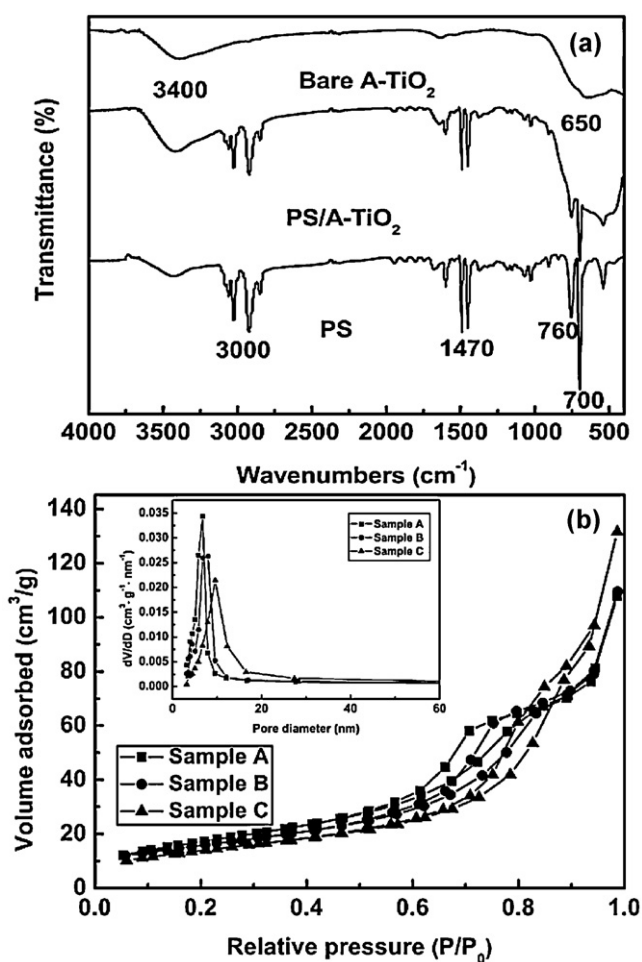 (a)
3400
Bare A-TiO₂
650
PS/A-TiO₂
PS
3000
1470
760
700
Transmittance (%)
4000 3500 3000 2500 2000 1500 1000 500
Wavenumbers (cm⁻¹)
(b)
140
120
100
80
60
40
20
0
Volume adsorbed (cm³/g)
0.035
0.030
0.025
0.020
0.015
0.010
0.005
0.000
dV/dD (cm³·g⁻¹·nm⁻¹)
Sample A
Sample B
Sample C
0 20 40 60
Pore diameter (nm)
Sample A
Sample B
Sample C
0.0 0.2 0.4 0.6 0.8 1.0
Relative pressure (P/P₀)